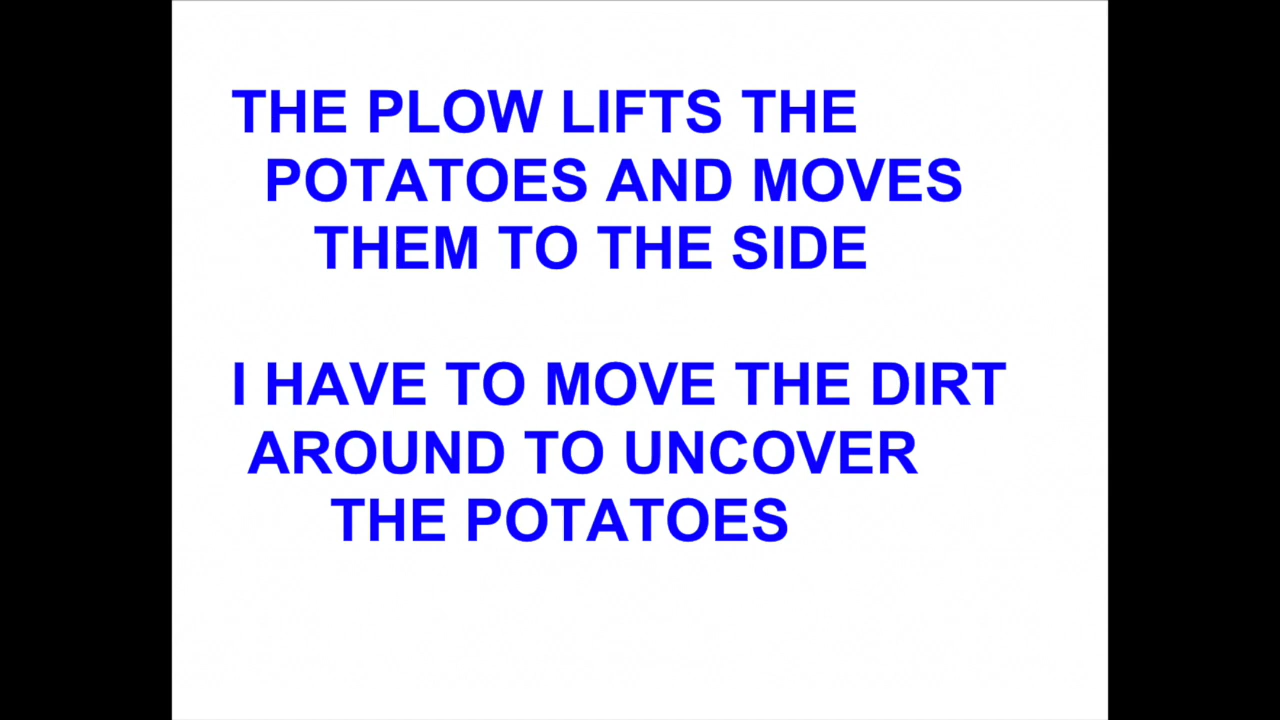 THE PLOW LIFTS THE
POTATOES AND MOVES
THEM TO THE SIDE
I HAVE TO MOVE THE DIRT
AROUND TO UNCOVER
THE POTATOES